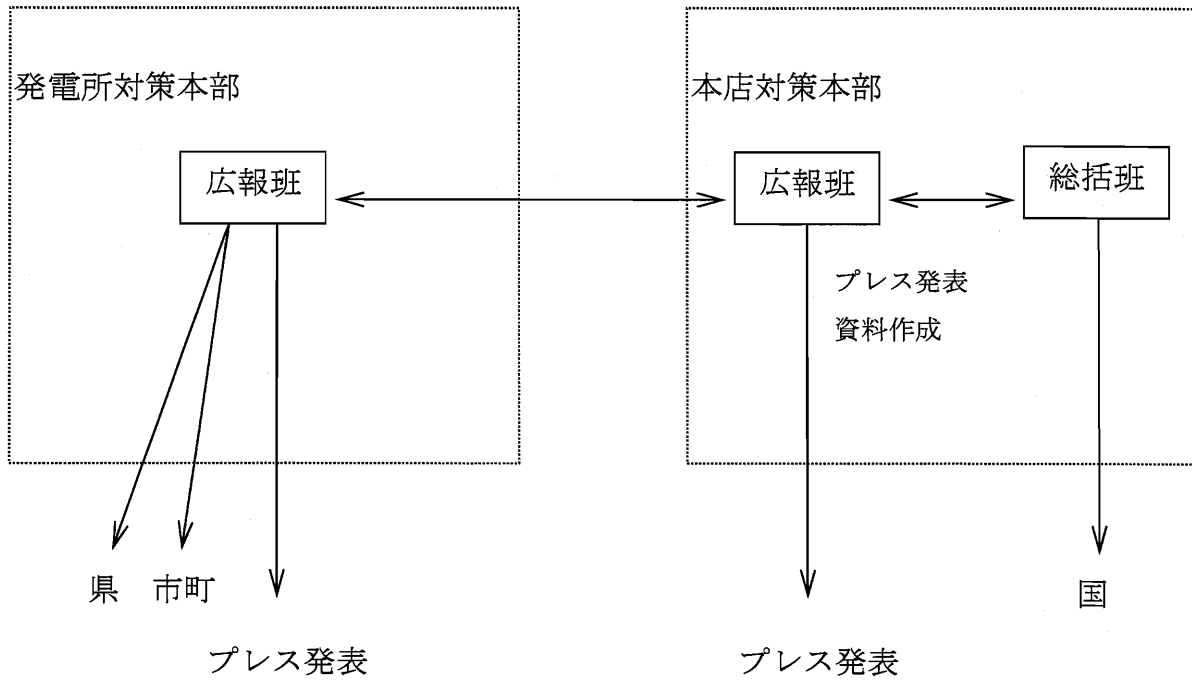 発電所対策本部
広報班
本店対策本部
広報班
総括班
プレス発表
資料作成
県
市町
プレス発表
プレス発表
国